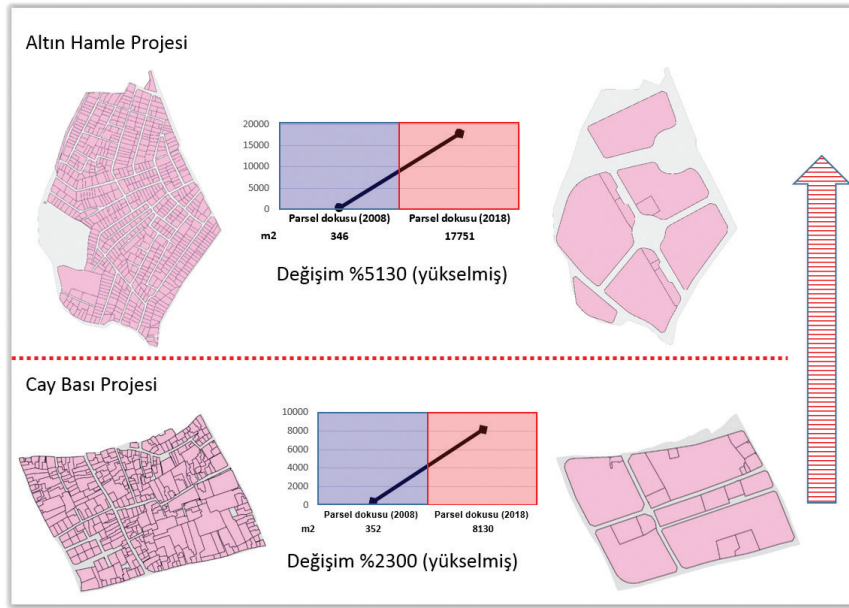 Altın Hamle Projesi
20000
15000
10000
5000
0
Parsel dokusu (2008) Parsel dokusu (2018)
m2 346 17751
Değişim %5130 (yükselmiş)
Cay Bası Projesi
10000
8000
6000
4000
2000
0
Parsel dokusu (2008) Parsel dokusu (2018)
m2 352 8130
Değişim %2300 (yükselmiş)